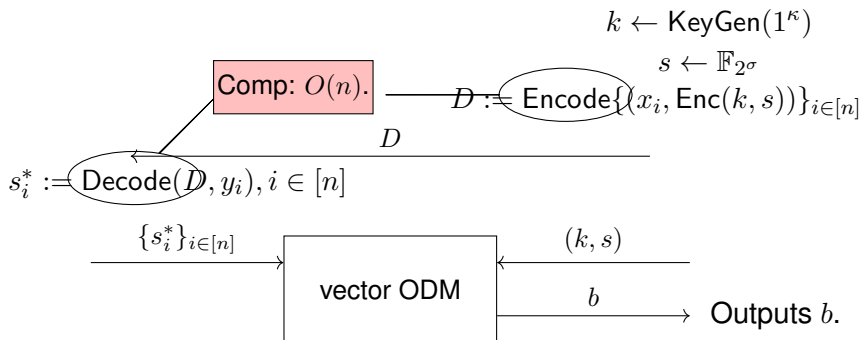 k ← KeyGen(1^κ)
s ← 𝔽_{2^σ}
Comp: O(n).
D := Encode{(x_i, Enc(k, s))}_{i∈[n]}
D
s_i^* := Decode(D, y_i), i ∈ [n]
{s_i^*}_{i∈[n]}
(k, s)
vector ODM
b
Outputs b.